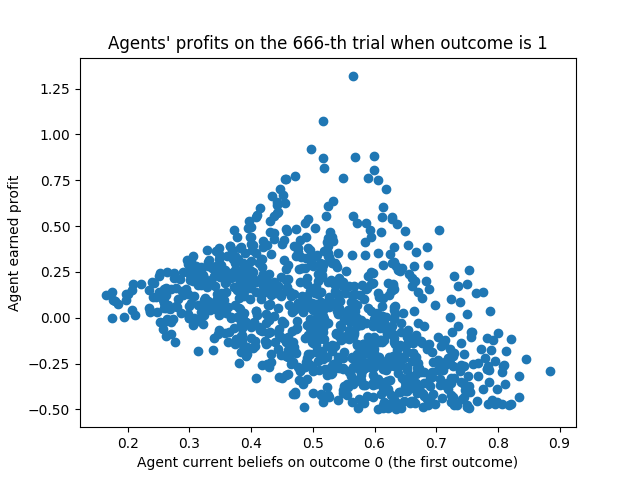 Agents' profits on the 666-th trial when outcome is 1
Agent earned profit
1.25
1.00
0.75
0.50
0.25
0.00
−0.25
−0.50
0.2 0.3 0.4 0.5 0.6 0.7 0.8 0.9
Agent current beliefs on outcome 0 (the first outcome)